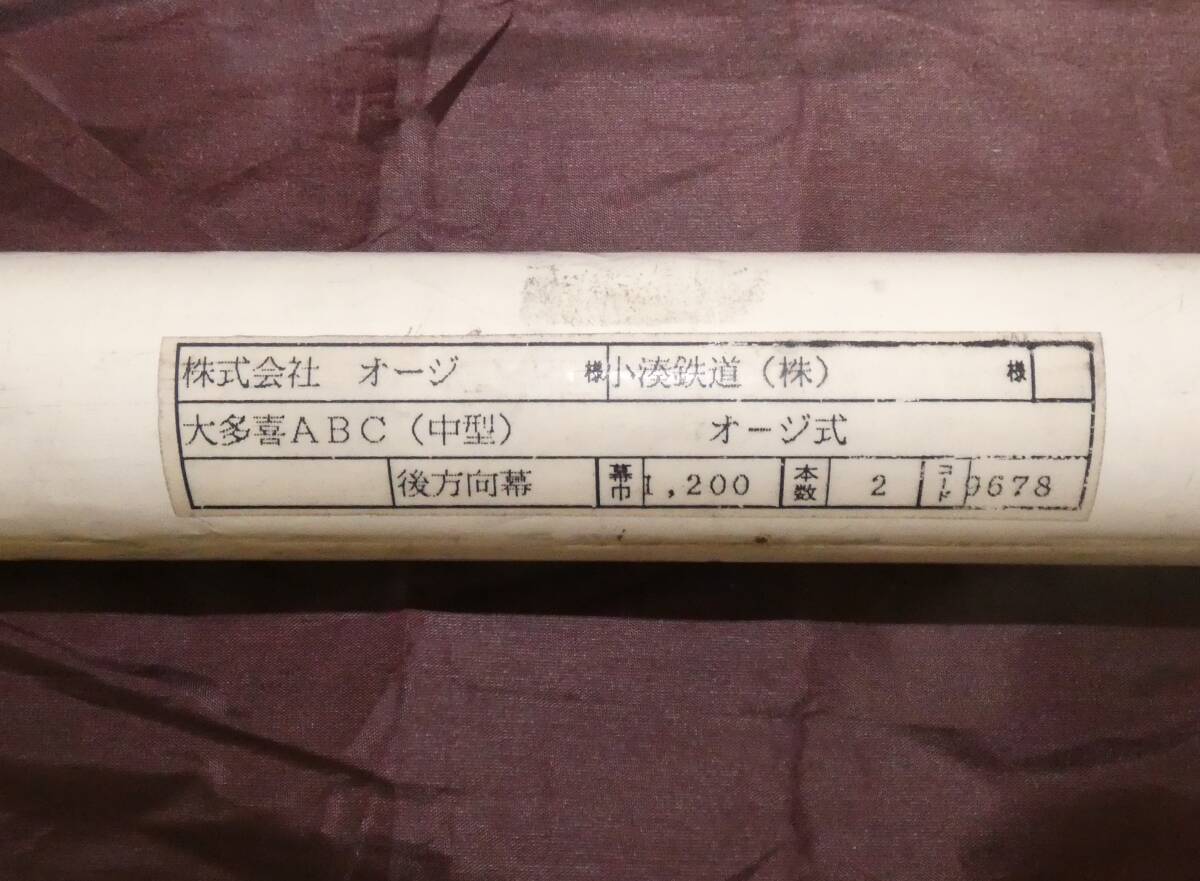 株式会社 オージ 様 小湊鉄道(株) 様
大多喜ABC(中型) オージ式
後方向幕 幕巾 1,200 本数 2 コード 9678